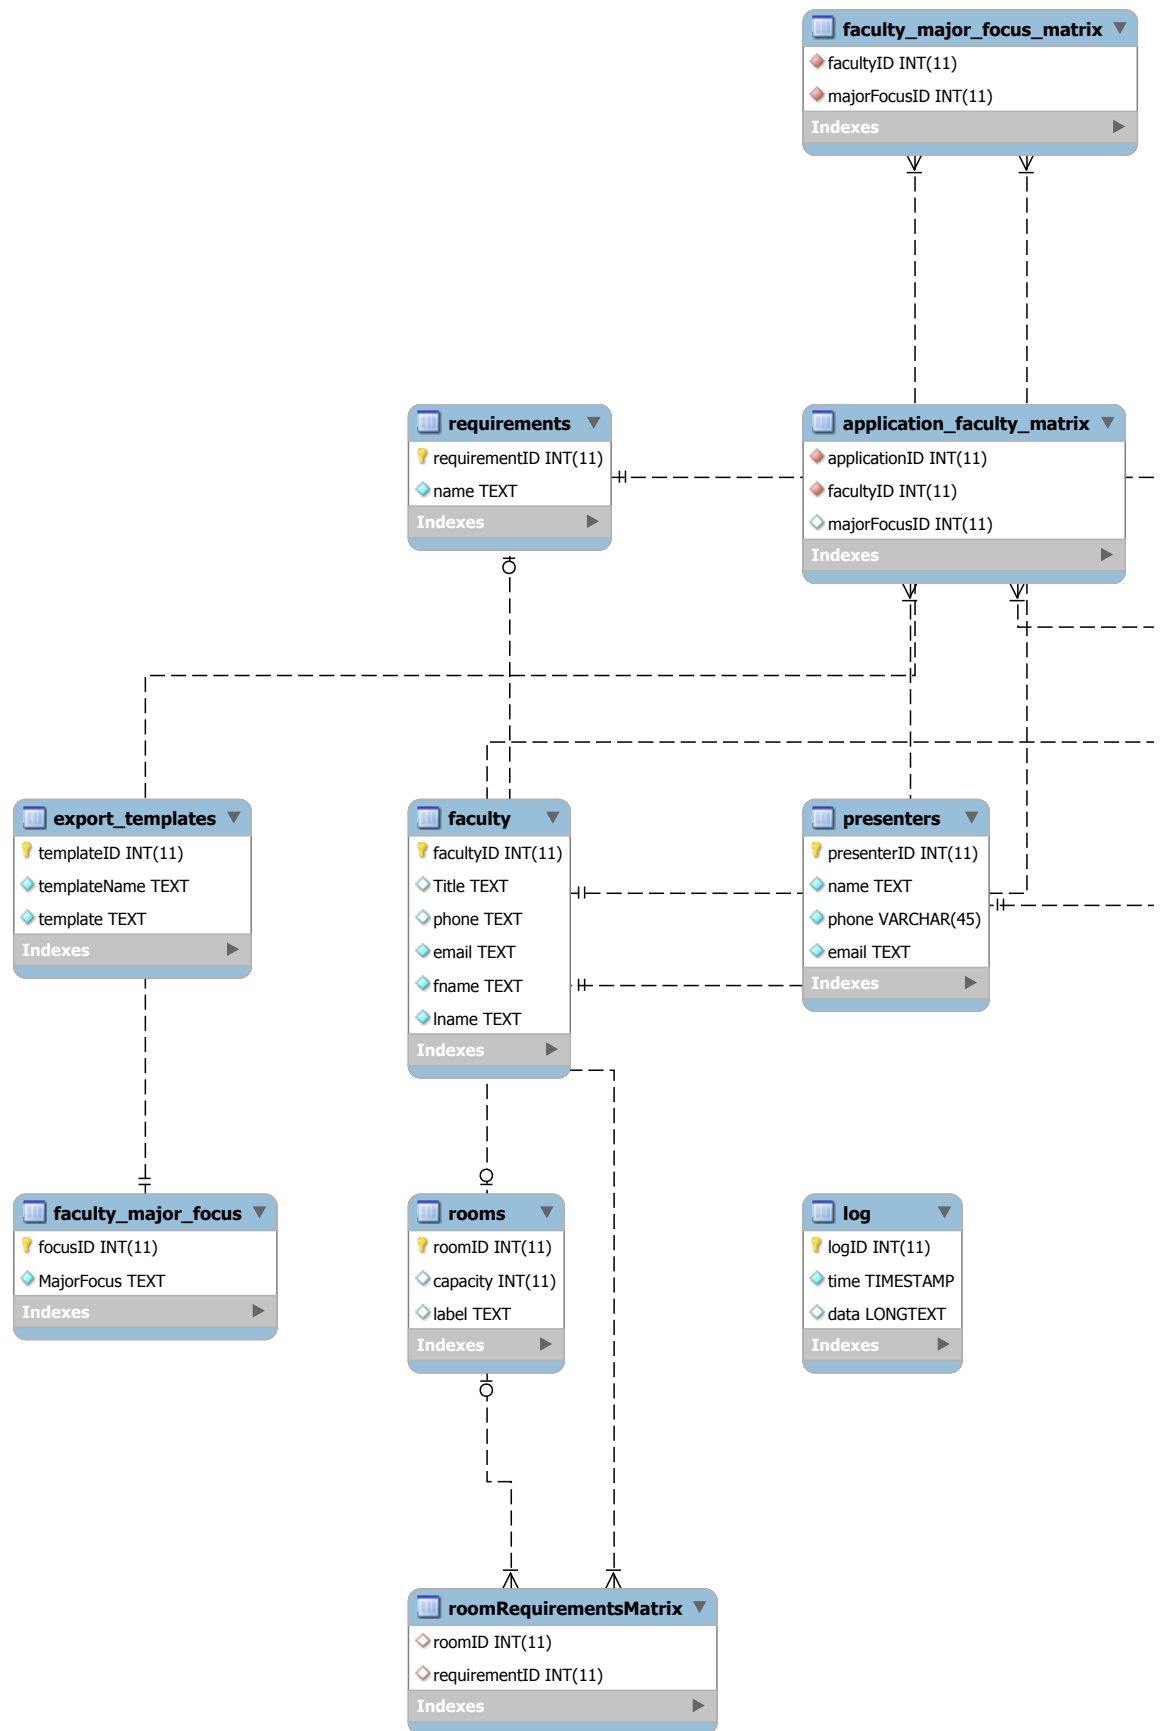 faculty_major_focus_matrix
facultyID INT(11)
majorFocusID INT(11)
Indexes
requirements
requirementID INT(11)
name TEXT
Indexes
application_faculty_matrix
applicationID INT(11)
facultyID INT(11)
majorFocusID INT(11)
Indexes
export_templates
templateID INT(11)
templateName TEXT
template TEXT
Indexes
faculty
facultyID INT(11)
Title TEXT
phone TEXT
email TEXT
fname TEXT
lname TEXT
Indexes
presenters
presenterID INT(11)
name TEXT
phone VARCHAR(45)
email TEXT
Indexes
faculty_major_focus
focusID INT(11)
MajorFocus TEXT
Indexes
rooms
roomID INT(11)
capacity INT(11)
label TEXT
Indexes
log
logID INT(11)
time TIMESTAMP
data LONGTEXT
Indexes
roomRequirementsMatrix
roomID INT(11)
requirementID INT(11)
Indexes